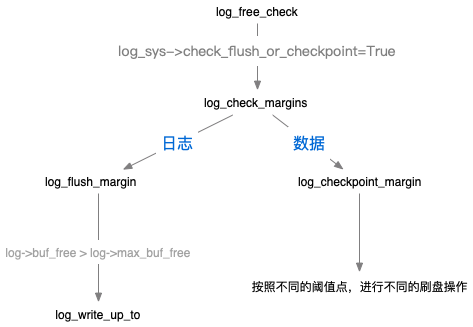 log_free_check
log_sys->check_flush_or_checkpoint=True
log_check_margins
日志
数据
log_flush_margin
log_checkpoint_margin
log->buf_free > log->max_buf_free
按照不同的阈值点，进行不同的刷盘操作
log_write_up_to